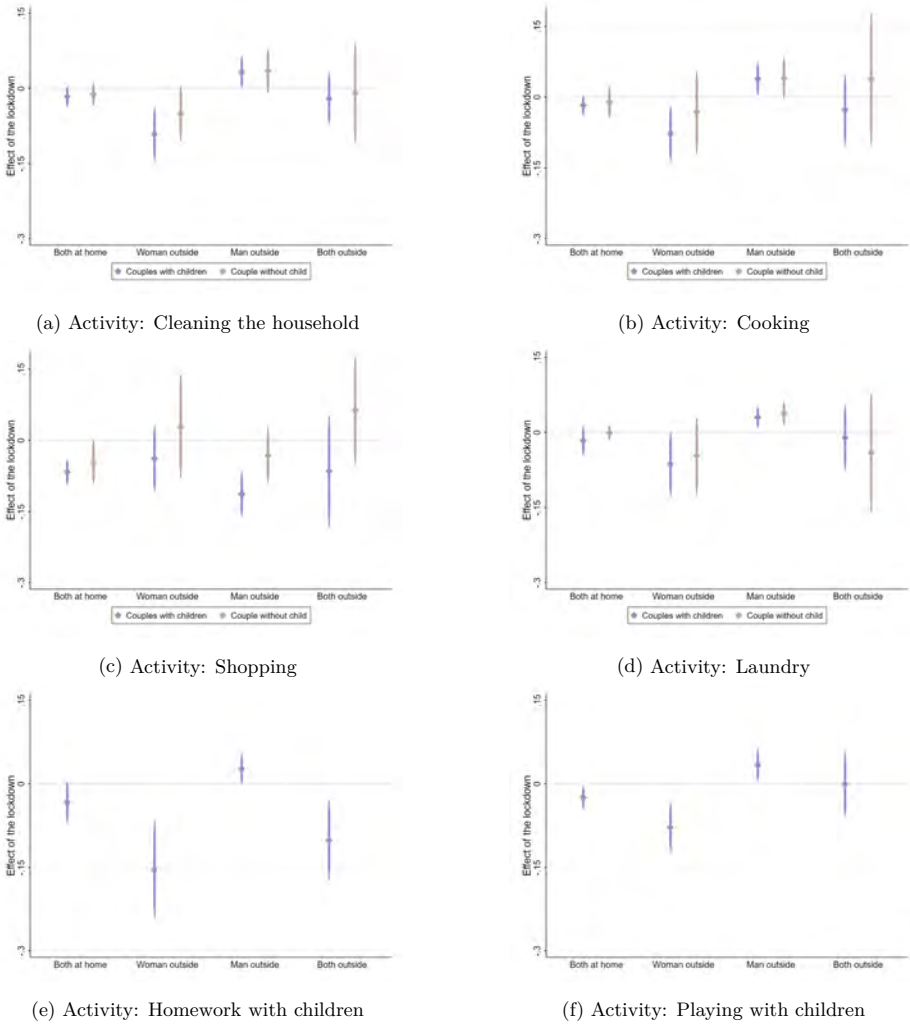 .15
0
-.15
-.3
Effect of the lockdown
Both at home Woman outside Man outside Both outside
Couples with children Couple without child
(a) Activity: Cleaning the household
.15
0
-.15
-.3
Effect of the lockdown
Both at home Woman outside Man outside Both outside
Couples with children Couple without child
(b) Activity: Cooking
.15
0
-.15
-.3
Effect of the lockdown
Both at home Woman outside Man outside Both outside
Couples with children Couple without child
(c) Activity: Shopping
.15
0
-.15
-.3
Effect of the lockdown
Both at home Woman outside Man outside Both outside
Couples with children Couple without child
(d) Activity: Laundry
.15
0
-.15
-.3
Effect of the lockdown
Both at home Woman outside Man outside Both outside
(e) Activity: Homework with children
.15
0
-.15
-.3
Effect of the lockdown
Both at home Woman outside Man outside Both outside
(f) Activity: Playing with children